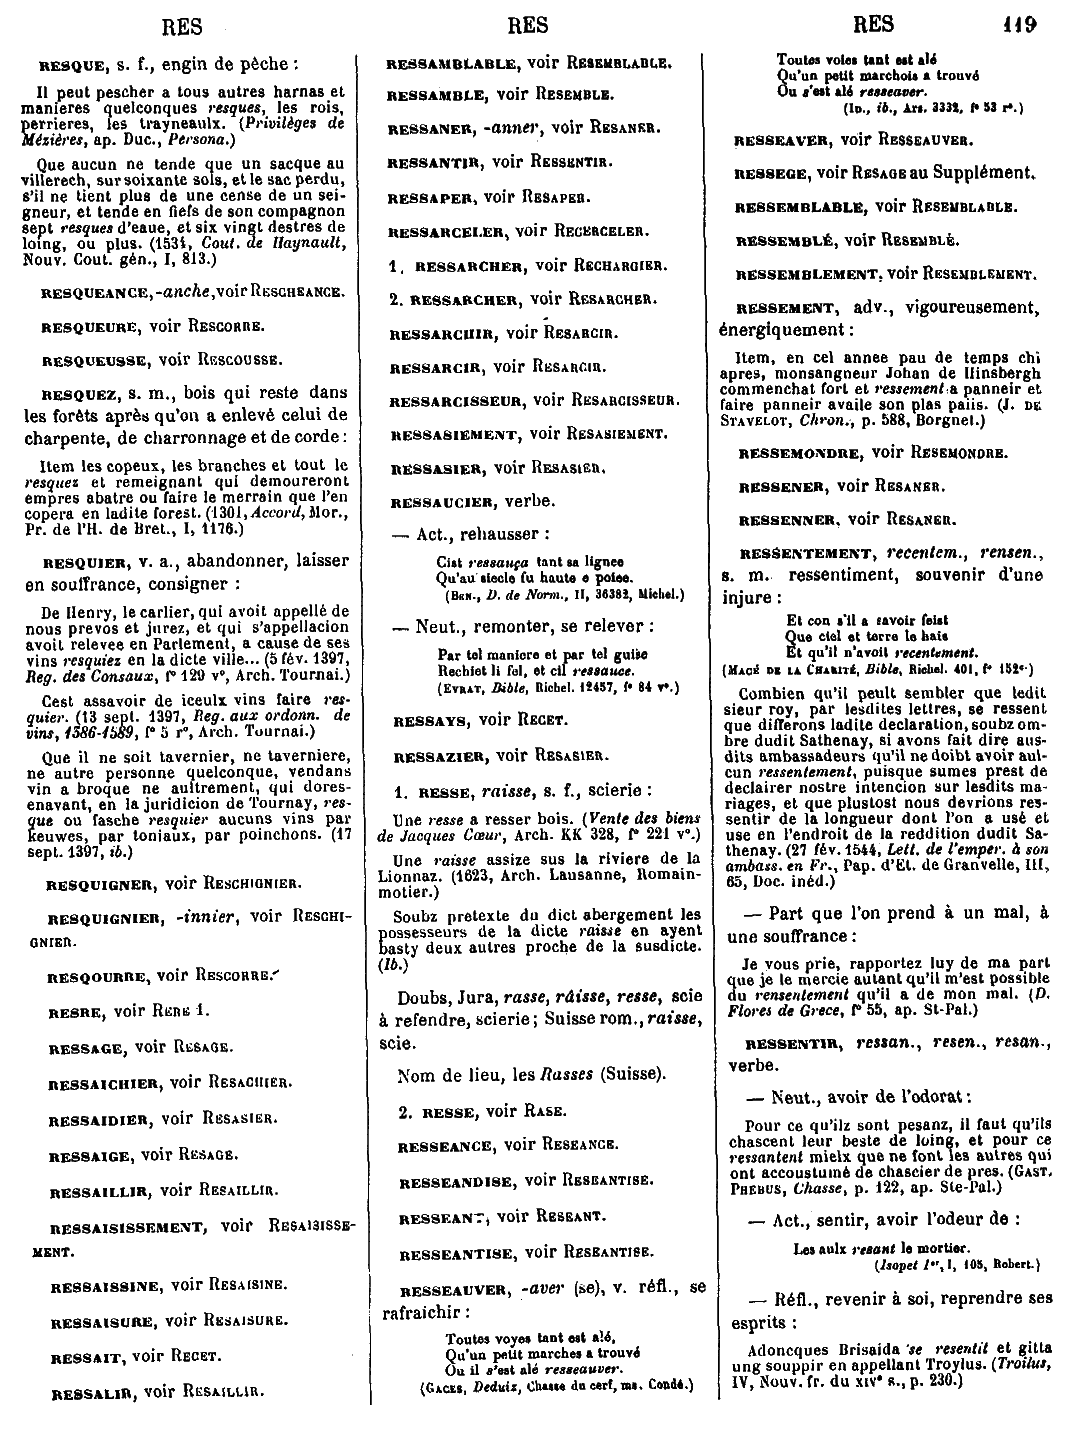 RES
RES
RES 119
RESQUE, s. f., engin de pêche :
Il peut pescher a tous autres harnas et
manieres quelconques resques, les rois,
perrieres, les trayneaulx. (Privilèges de
Mézières, ap. Duc., Persona.)
Que aucun ne tende que un sacque au
villerech, sur soixante sols, et le sac perdu,
s'il ne tient plus de une cense de un sei-
gneur, et tende en fiefs de son compagnon
sept resques d'eaue, et six vingt destres de
loing, ou plus. (1534, Cout. de Haynault,
Nouv. Cout. gén., I, 813.)
RESQUEANCE, -anche, voir RESCHEANCE.
RESQUEURE, voir RESCORRE.
RESQUEUSSE, voir RESCOUSSE.
RESQUEZ, s. m., bois qui reste dans
les forêts après qu'on a enlevé celui de
charpente, de charronnage et de corde :
Item les copeux, les branches et tout le
resquez et remeignant qui demoureront
empres abatre ou faire le merrain que l'en
copera en ladite forest. (1301, Accord, Mor.,
Pr. de l'H. de Bret., I, 1176.)
RESQUIER, v. a., abandonner, laisser
en souffrance, consigner :
De Henry, le carlier, qui avoit appellé de
nous prevos et jurez, et qui s'appellacion
avoit relevee en Parlement, a cause de ses
vins resquiez en la dicte ville... (5 fév. 1397,
Reg. des Consaux, f° 129 v°, Arch. Tournai.)
Cest assavoir de iceulx vins faire res-
quier. (13 sept. 1397, Reg. aux ordonn. de
vins, 1386-1589, f° 5 r°, Arch. Tournai.)
Que il ne soit tavernier, ne taverniere,
ne autre personne quelconque, vendans
vin a broque ne aultrement, qui dores-
enavant, en la juridicion de Tournay, res-
que ou fasche resquier aucuns vins par
keuwes, par toniaux, par poinchons. (17
sept. 1397, ib.)
RESQUIGNER, voir RESCHIGNIER.
RESQUIGNIER, -innier, voir RESCHI-
GNIER.
RESQOURRE, voir RESCORRE.
RESRE, voir RERE 1.
RESSAGE, voir RESAGE.
RESSAICHIER, voir RESACHIER.
RESSAIDIER, voir RESASIER.
RESSAIGE, voir RESAGE.
RESSAILLIR, voir RESAILLIR.
RESSAISISSEMENT, voir RESAISISSE-
MENT.
RESSAISSINE, voir RESAISINE.
RESSAISURE, voir RESAISURE.
RESSAIT, voir RECET.
RESSALIR, voir RESAILLIR.
RESSAMBLABLE, voir RESEMBLABLE.
RESSAMBLE, voir RESEMBLE.
RESSANER, -anner, voir RESANER.
RESSANTIR, voir RESSENTIR.
RESSAPER, voir RESAPER.
RESSARCELER, voir RECERCELER.
1. RESSARCHER, voir RECHARGIER.
2. RESSARCHER, voir RESARCHER.
RESSARCHIR, voir RESARCIR.
RESSARCIR, voir RESARCIR.
RESSARCISSEUR, voir RESARCISSEUR.
RESSASIEMENT, voir RESASIEMENT.
RESSASIER, voir RESASIER.
RESSAUCIER, verbe.
— Act., rehausser :
Cist ressauça tant sa lignee
Qu'au siecle fu haute e poiee.
(BEN., D. de Norm., II, 36382, Michel.)
— Neut., remonter, se relever :
Par tel maniere et par tel guise
Rechiet li fel, et cil ressauce.
(EVRAT, Bible, Richel. 12457, f° 84 v°.)
RESSAYS, voir RECET.
RESSAZIER, voir RESASIER.
1. RESSE, raisse, s. f., scierie :
Une resse a resser bois. (Vente des biens
de Jacques Cœur, Arch. KK 328, f° 221 v°.)
Une raisse assize sus la riviere de la
Lionnaz. (1623, Arch. Lausanne, Romain-
motier.)
Soubz pretexte du dict abergement les
possesseurs de la dicte raisse en ayent
basty deux autres proche de la susdicte.
(Ib.)
Doubs, Jura, rasse, râisse, resse, scie
à refendre, scierie ; Suisse rom., raisse,
scie.
Nom de lieu, les Rasses (Suisse).
2. RESSE, voir RASE.
RESSEANCE, voir RESEANCE.
RESSEANDISE, voir RESEANTISE.
RESSEANT, voir RESEANT.
RESSEANTISE, voir RESEANTISE.
RESSEAUVER, -aver (se), v. réfl., se
rafraichir :
Toutes voyes tant est alé,
Qu'un petit marches a trouvé
Ou il s'est alé resseauver.
(GACES, Deduiz, Chasse du cerf, ms. Condé.)
Toutes voies tant est alé
Qu'un petit marchois a trouvé
Ou s'est alé resseaver.
(ID., ib., Ars. 3332, f° 53 r°.)
RESSEAVER, voir RESSEAUVER.
RESSEGE, voir RESAGE au Supplément.
RESSEMBLABLE, voir RESEMBLABLE.
RESSEMBLÉ, voir RESEMBLÉ.
RESSEMBLEMENT, voir RESEMBLEMENT.
RESSEMENT, adv., vigoureusement,
énergiquement :
Item, en cel annee pau de temps chi
apres, monsangneur Johan de Hinsbergh
commenchat fort et ressement a panneir et
faire panneir availe son plas paiis. (J. DE
STAVELOT, Chron., p. 588, Borgnet.)
RESSEMONDRE, voir RESEMONDRE.
RESSENER, voir RESANER.
RESSENNER, voir RESANER.
RESSENTEMENT, recentem., rensen.,
s. m. ressentiment, souvenir d'une
injure :
Et con s'il a savoir feist
Que ciel et terre le hais
Et qu'il n'avoit recentement.
(MACÉ DE LA CHARITÉ, Bible, Richel. 401, f° 152°.)
Combien qu'il peult sembler que ledit
sieur roy, par lesdites lettres, se ressent
que differons ladite declaration, soubz om-
bre dudit Sathenay, si avons fait dire aus-
dits ambassadeurs qu'il ne doibt avoir aul-
cun ressentement, puisque sumes prest de
declairer nostre intencion sur lesdits ma-
riages, et que plustost nous devrions res-
sentir de la longueur dont l'on a usé et
use en l'endroit de la reddition dudit Sa-
thenay. (27 fév. 1544, Lett. de l'emper. à son
ambass. en Fr., Pap. d'Et. de Granvelle, III,
65, Doc. inéd.)
— Part que l'on prend à un mal, à
une souffrance :
Je vous prie, rapportez luy de ma part
que je le mercie autant qu'il m'est possible
du rensentement qu'il a de mon mal. (D.
Flores de Grece, f° 55, ap. St-Pal.)
RESSENTIR, ressan., resen., resan.,
verbe.
— Neut., avoir de l'odorat :
Pour ce qu'ilz sont pesanz, il faut qu'ils
chascent leur beste de loing, et pour ce
ressantent mielx que ne font les autres qui
ont accoustumé de chascier de pres. (GAST.
PHEBUS, Chasse, p. 122, ap. Ste-Pal.)
— Act., sentir, avoir l'odeur de :
Les aulx resant le mortier.
(Isopet Iᵉʳ, I, 105, Robert.)
— Réfl., revenir à soi, reprendre ses
esprits :
Adoncques Brisaida se resentit et gitta
ung souppir en appellant Troylus. (Troilus,
IV, Nouv. fr. du XIVᵉ s., p. 230.)